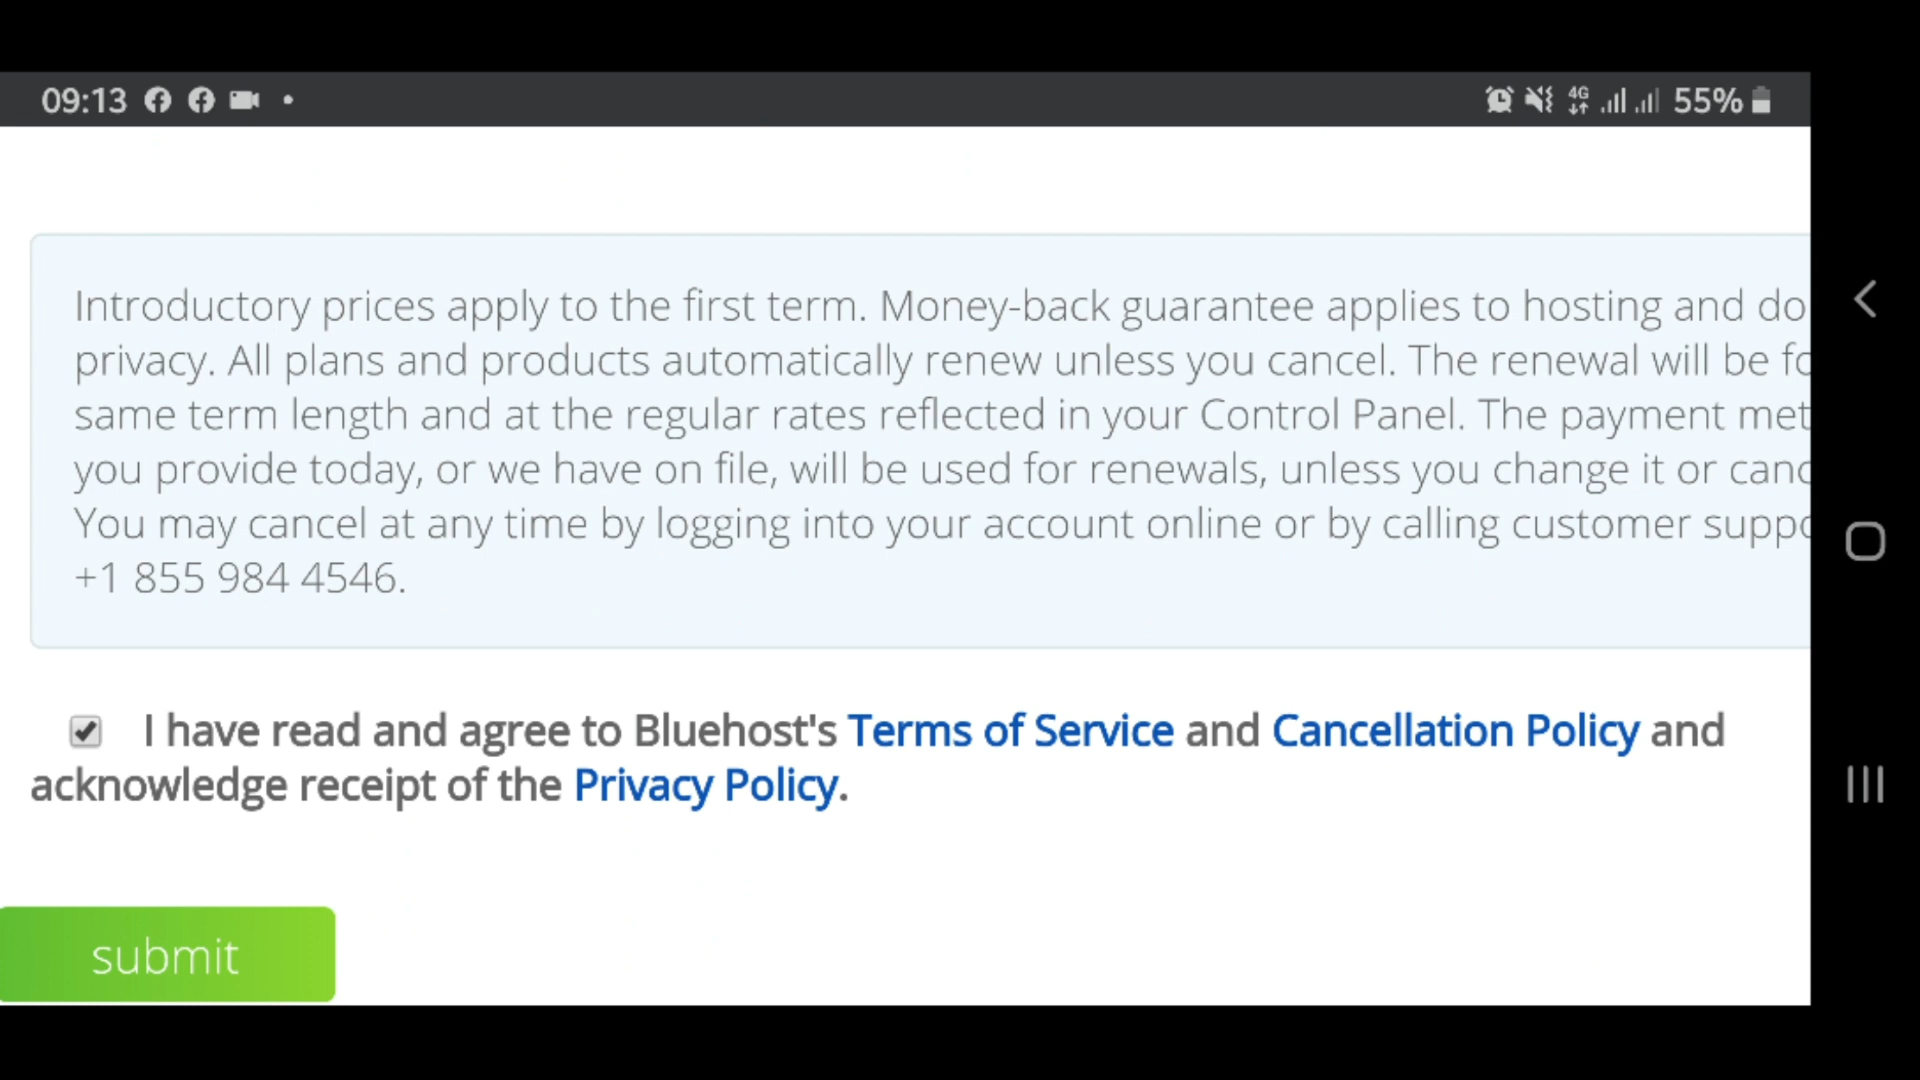 09:13
4G
55%
Introductory prices apply to the first term. Money-back guarantee applies to hosting and do
privacy. All plans and products automatically renew unless you cancel. The renewal will be fo
same term length and at the regular rates reflected in your Control Panel. The payment met
you provide today, or we have on file, will be used for renewals, unless you change it or canc
You may cancel at any time by logging into your account online or by calling customer suppo
+1 855 984 4546.
I have read and agree to Bluehost's Terms of Service and Cancellation Policy and
acknowledge receipt of the Privacy Policy.
submit